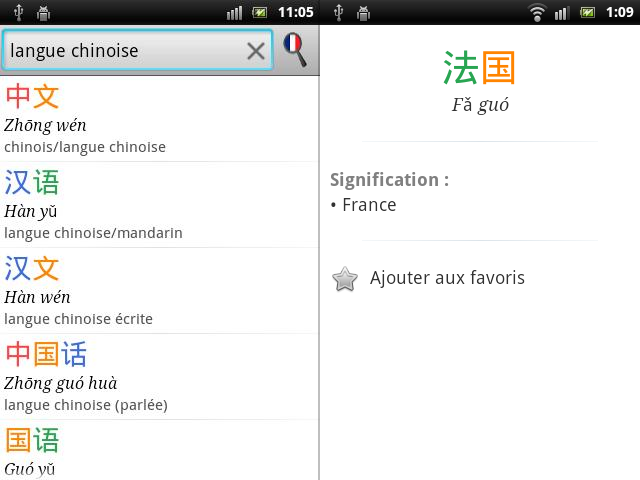 11:05
langue chinoise
中文
Zhōng wén
chinois/langue chinoise
汉语
Hàn yǔ
langue chinoise/mandarin
汉文
Hàn wén
langue chinoise écrite
中国话
Zhōng guó huà
langue chinoise (parlée)
国语
Guó yǔ
1:09
法国
Fǎ guó
Signification :
• France
Ajouter aux favoris